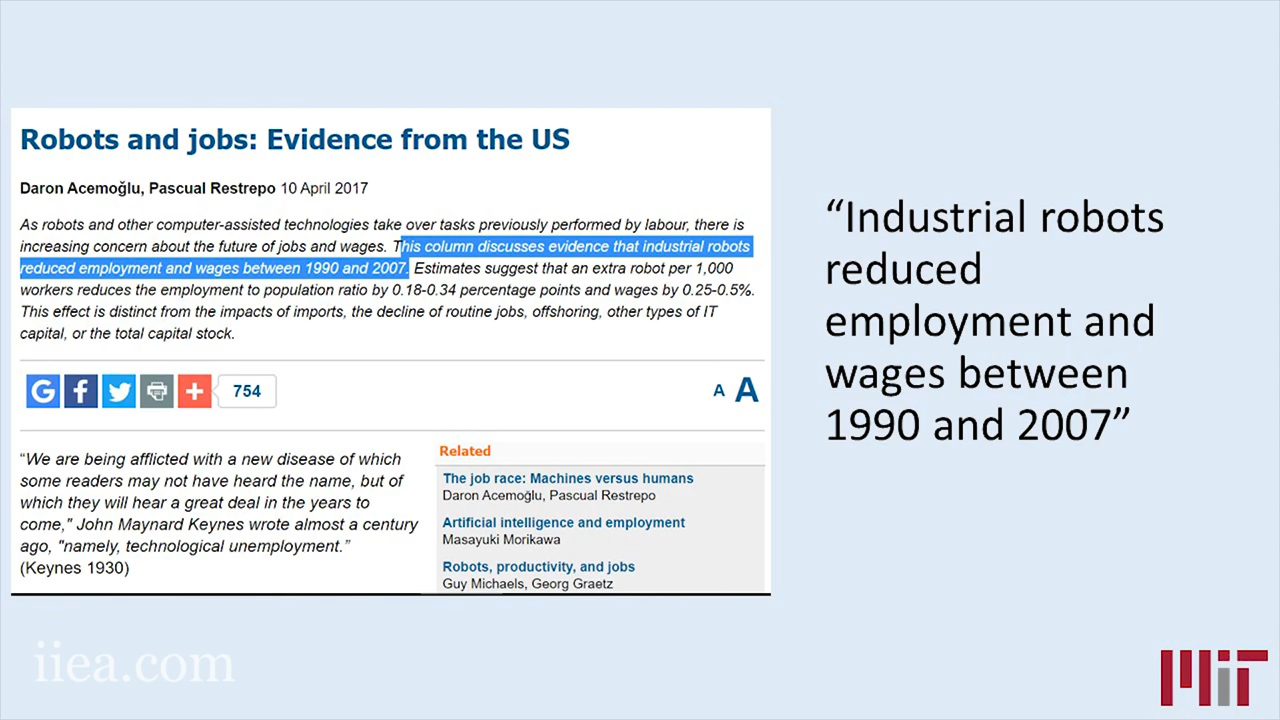 Robots and jobs: Evidence from the US
Daron Acemoğlu, Pascual Restrepo 10 April 2017
As robots and other computer-assisted technologies take over tasks previously performed by labour, there is
increasing concern about the future of jobs and wages. This column discusses evidence that industrial robots
reduced employment and wages between 1990 and 2007. Estimates suggest that an extra robot per 1,000
workers reduces the employment to population ratio by 0.18-0.34 percentage points and wages by 0.25-0.5%.
This effect is distinct from the impacts of imports, the decline of routine jobs, offshoring, other types of IT
capital, or the total capital stock.
G f + 754 A A
“We are being afflicted with a new disease of which
some readers may not have heard the name, but of
which they will hear a great deal in the years to
come," John Maynard Keynes wrote almost a century
ago, "namely, technological unemployment.”
(Keynes 1930)
Related
The job race: Machines versus humans
Daron Acemoğlu, Pascual Restrepo
Artificial intelligence and employment
Masayuki Morikawa
Robots, productivity, and jobs
Guy Michaels, Georg Graetz
“Industrial robots
reduced
employment and
wages between
1990 and 2007”
iiea.com
MIT